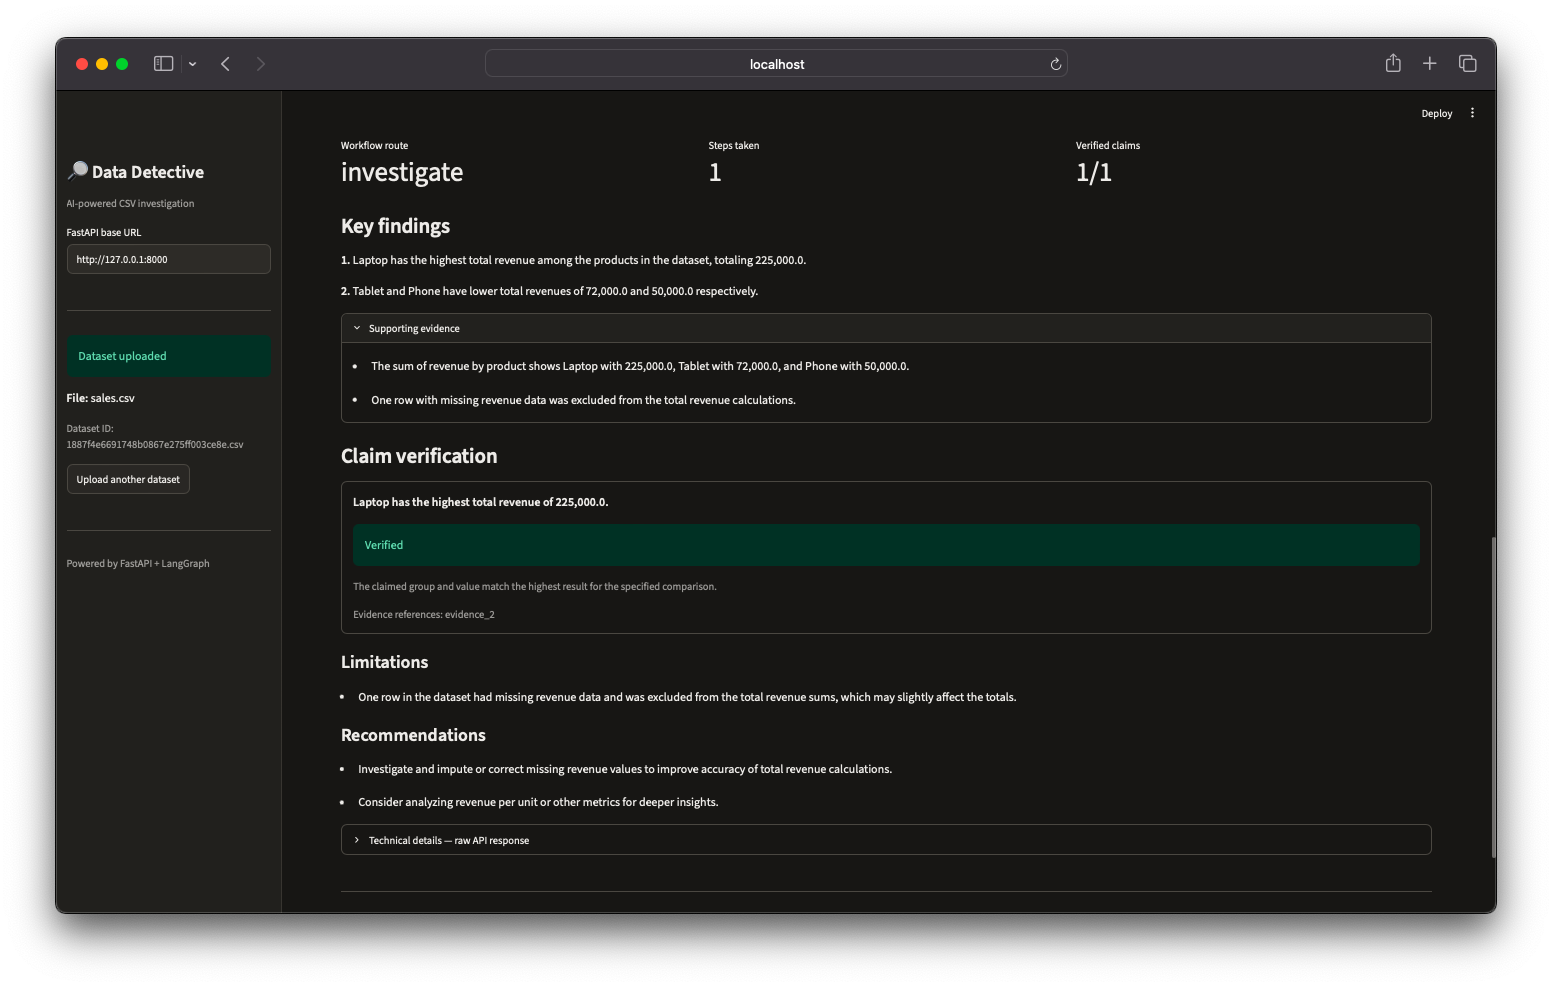 localhost
Deploy
🔎 Data Detective
AI-powered CSV investigation
FastAPI base URL
http://127.0.0.1:8000
Dataset uploaded
File: sales.csv
Dataset ID:
1887f4e6691748b0867e275ff003ce8e.csv
Upload another dataset
Powered by FastAPI + LangGraph
Workflow route
investigate
Steps taken
1
Verified claims
1/1
Key findings
1. Laptop has the highest total revenue among the products in the dataset, totaling 225,000.0.
2. Tablet and Phone have lower total revenues of 72,000.0 and 50,000.0 respectively.
Supporting evidence
• The sum of revenue by product shows Laptop with 225,000.0, Tablet with 72,000.0, and Phone with 50,000.0.
• One row with missing revenue data was excluded from the total revenue calculations.
Claim verification
Laptop has the highest total revenue of 225,000.0.
Verified
The claimed group and value match the highest result for the specified comparison.
Evidence references: evidence_2
Limitations
• One row in the dataset had missing revenue data and was excluded from the total revenue sums, which may slightly affect the totals.
Recommendations
• Investigate and impute or correct missing revenue values to improve accuracy of total revenue calculations.
• Consider analyzing revenue per unit or other metrics for deeper insights.
Technical details — raw API response